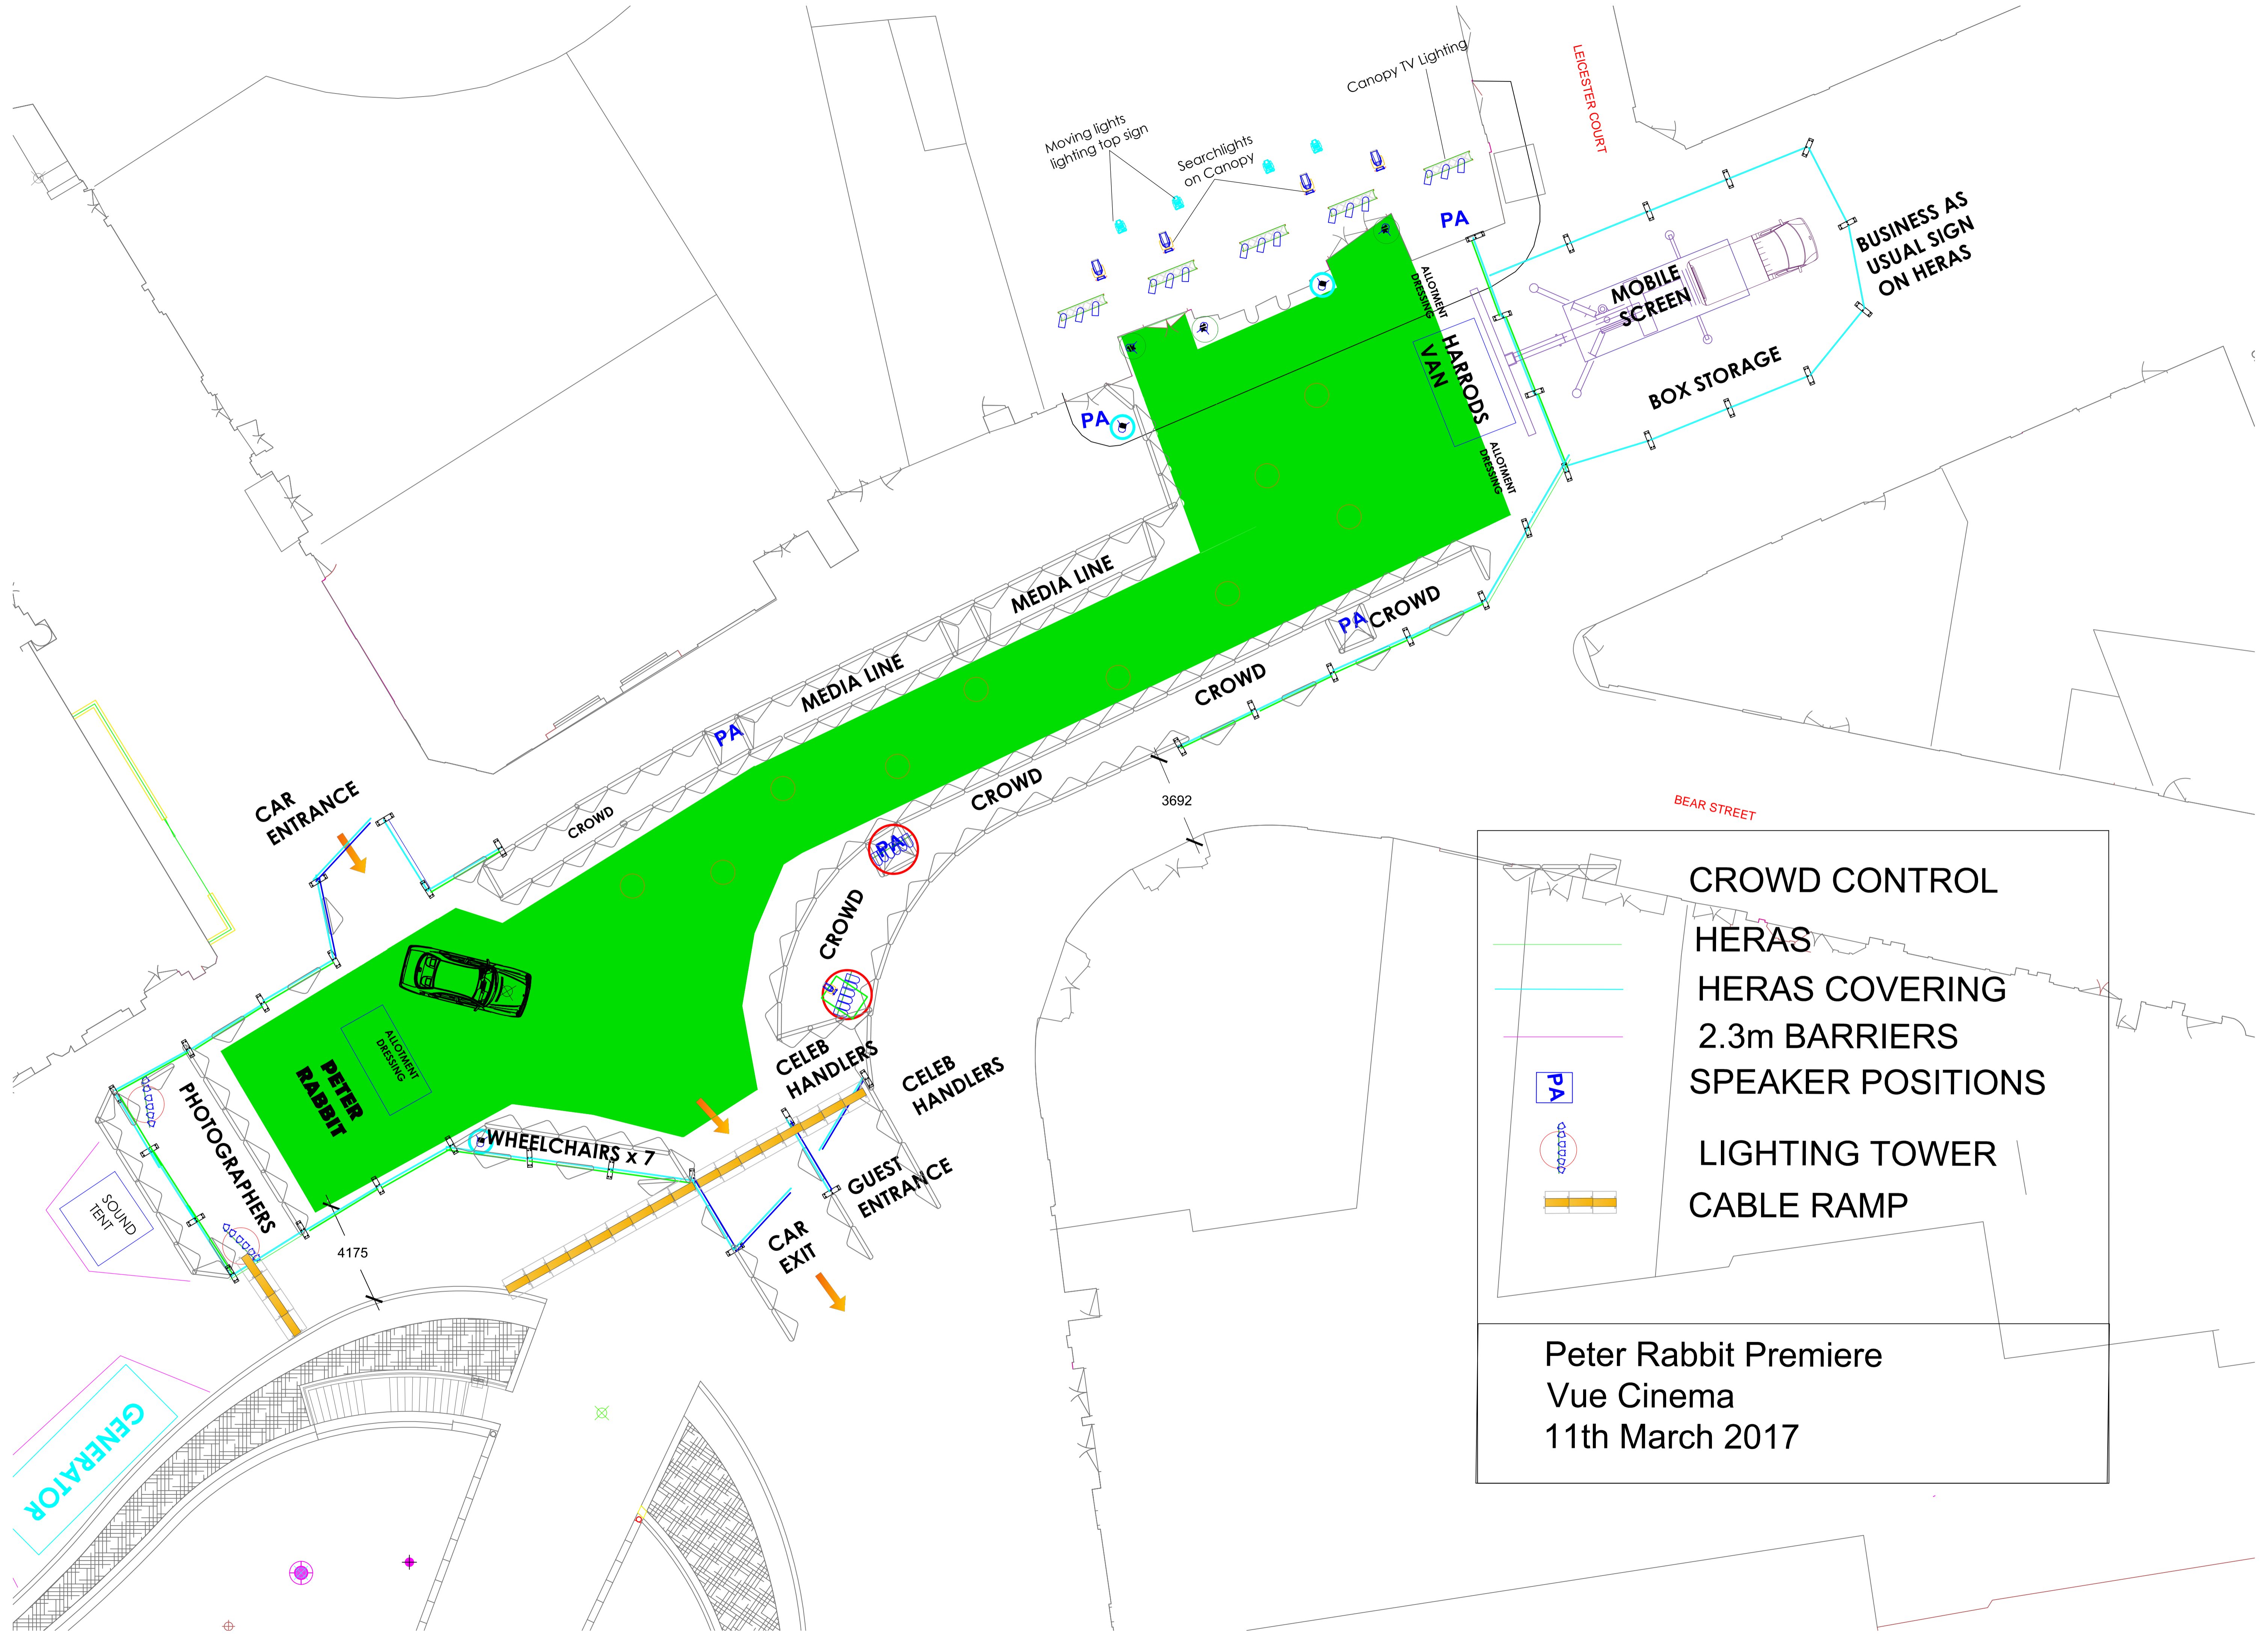 LEICESTER COURT
Canopy TV Lighting
Moving lights
lighting top sign
Searchlights
on Canopy
PA
BUSINESS AS
USUAL SIGN
ON HERAS
MOBILE
SCREEN
BOX STORAGE
ALLOTMENT
DRESSING
HARRODS
VAN
ALLOTMENT
DRESSING
PA
MEDIA LINE
MEDIA LINE
PA
CROWD
PA
CROWD
CROWD
CROWD
PA
CROWD
3692
BEAR STREET
CAR
ENTRANCE
ALLOTMENT
DRESSING
PETER
RABBIT
PHOTOGRAPHERS
SOUND
TENT
4175
WHEELCHAIRS x 7
CELEB
HANDLERS
CELEB
HANDLERS
GUEST
ENTRANCE
CAR
EXIT
GENERATOR
CROWD CONTROL
HERAS
HERAS COVERING
2.3m BARRIERS
PA
SPEAKER POSITIONS
LIGHTING TOWER
CABLE RAMP
Peter Rabbit Premiere
Vue Cinema
11th March 2017